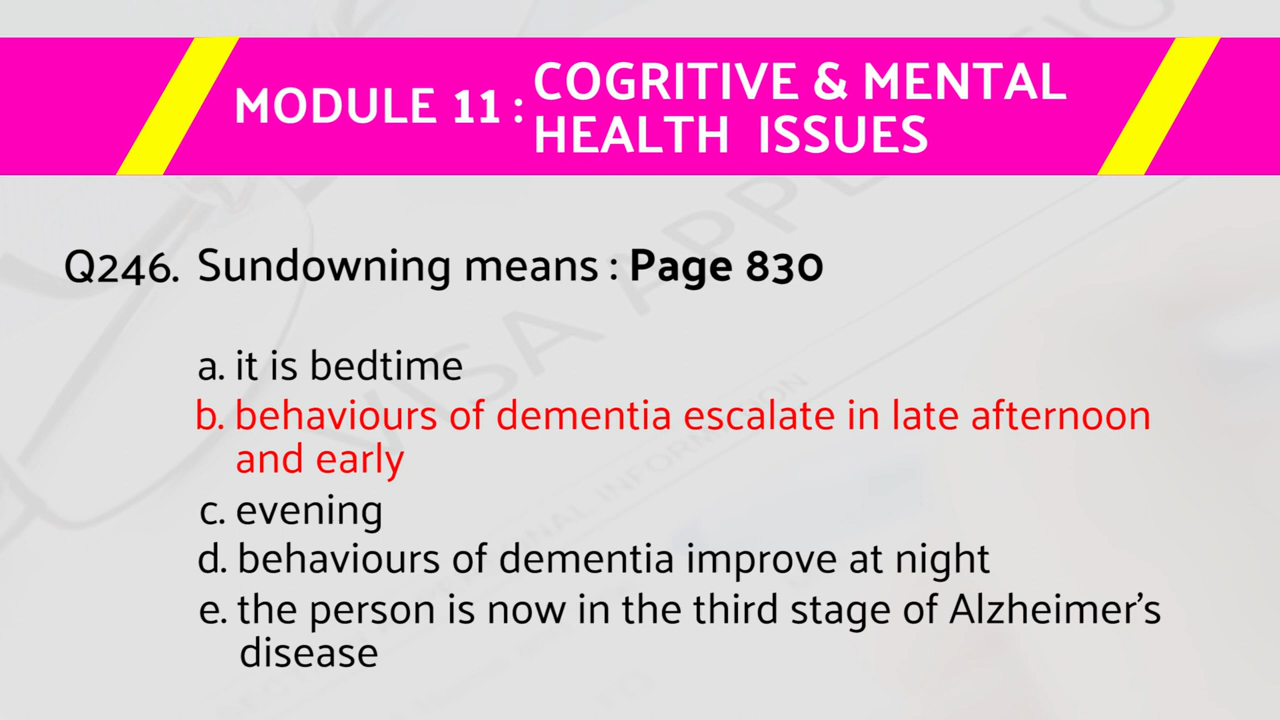 MODULE 11 : COGRITIVE & MENTAL
HEALTH ISSUES
Q246. Sundowning means : Page 830
a. it is bedtime
b. behaviours of dementia escalate in late afternoon
and early
c. evening
d. behaviours of dementia improve at night
e. the person is now in the third stage of Alzheimer's
disease
VISA APPLICATION